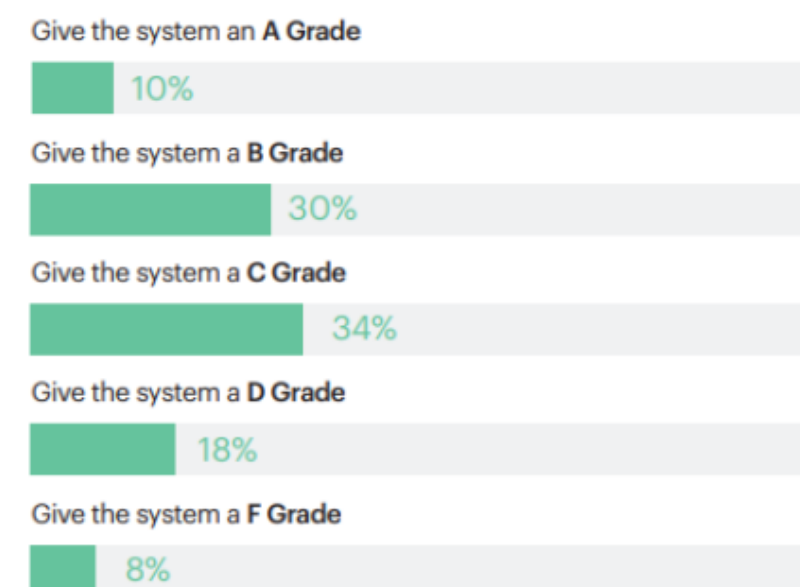 Give the system an A Grade
10%
Give the system a B Grade
30%
Give the system a C Grade
34%
Give the system a D Grade
18%
Give the system a F Grade
8%